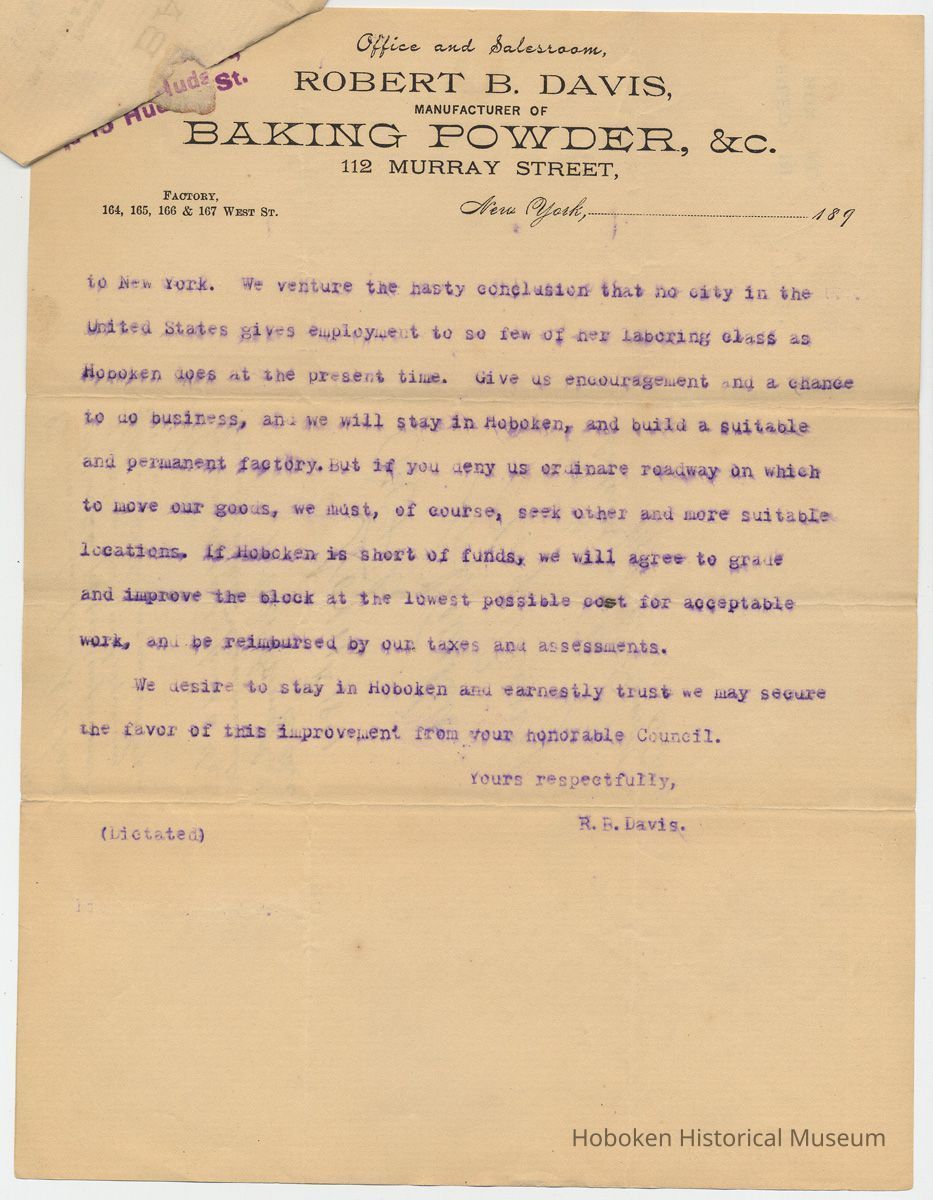 Office and Salesroom,
ROBERT B. DAVIS,
MANUFACTURER OF
BAKING POWDER, &C.
112 MURRAY STREET,
St.
FACTORY,
164, 165, 166 & 167 WEST ST.
New York, 189
to New York. We venture the hasty conclusion that no city in the
United States gives employment to so few of her laboring class as
Hoboken does at the present time. Give us encouragement and a chance
to do business, and we will stay in Hoboken, and build a suitable
and permanent factory. But if you deny us ordinare roadway on which
to move our goods, we must, of course, seek other and more suitable
locations. If Hoboken is short of funds, we will agree to grade
and improve the block at the lowest possible cost for acceptable
work, and be reimbursed by our taxes and assessments.
We desire to stay in Hoboken and earnestly trust we may secure
the favor of this improvement from your honorable Council.
Yours respectfully,
R. B. Davis.
(Dictated)
Hoboken Historical Museum